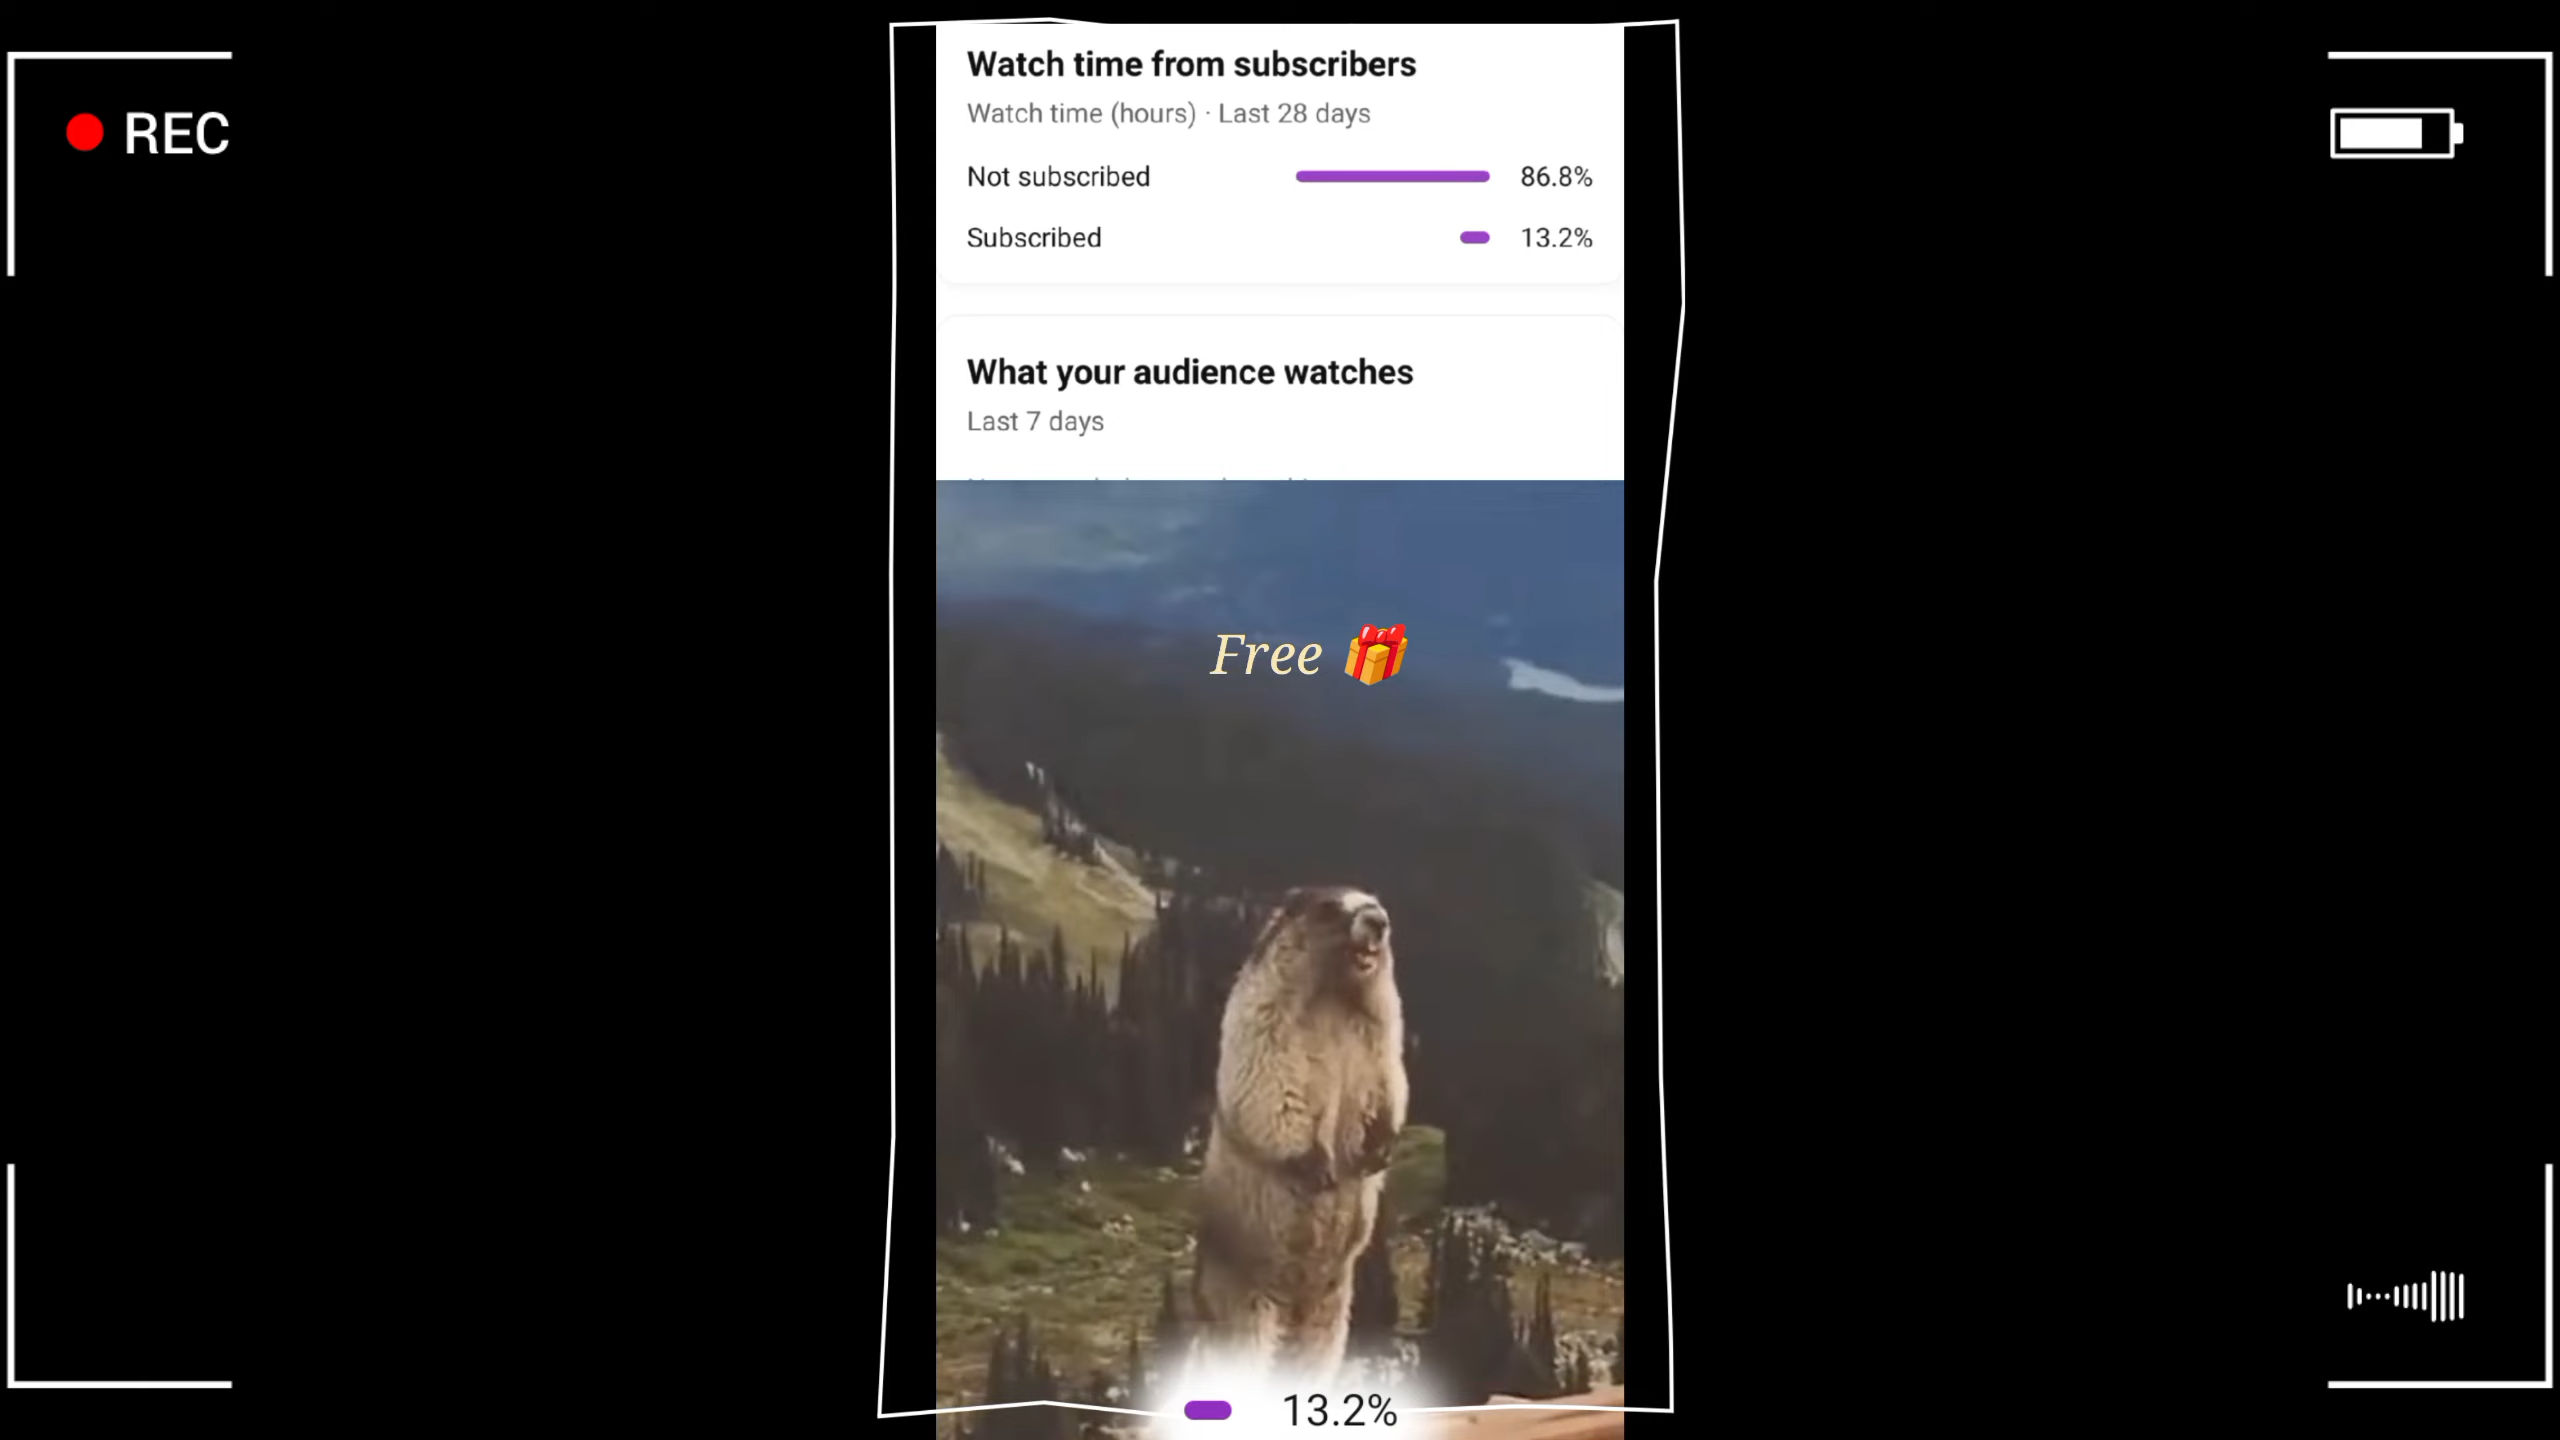 REC
Watch time from subscribers
Watch time (hours) · Last 28 days
Not subscribed 86.8%
Subscribed 13.2%
What your audience watches
Last 7 days
Free 🎁
13.2%